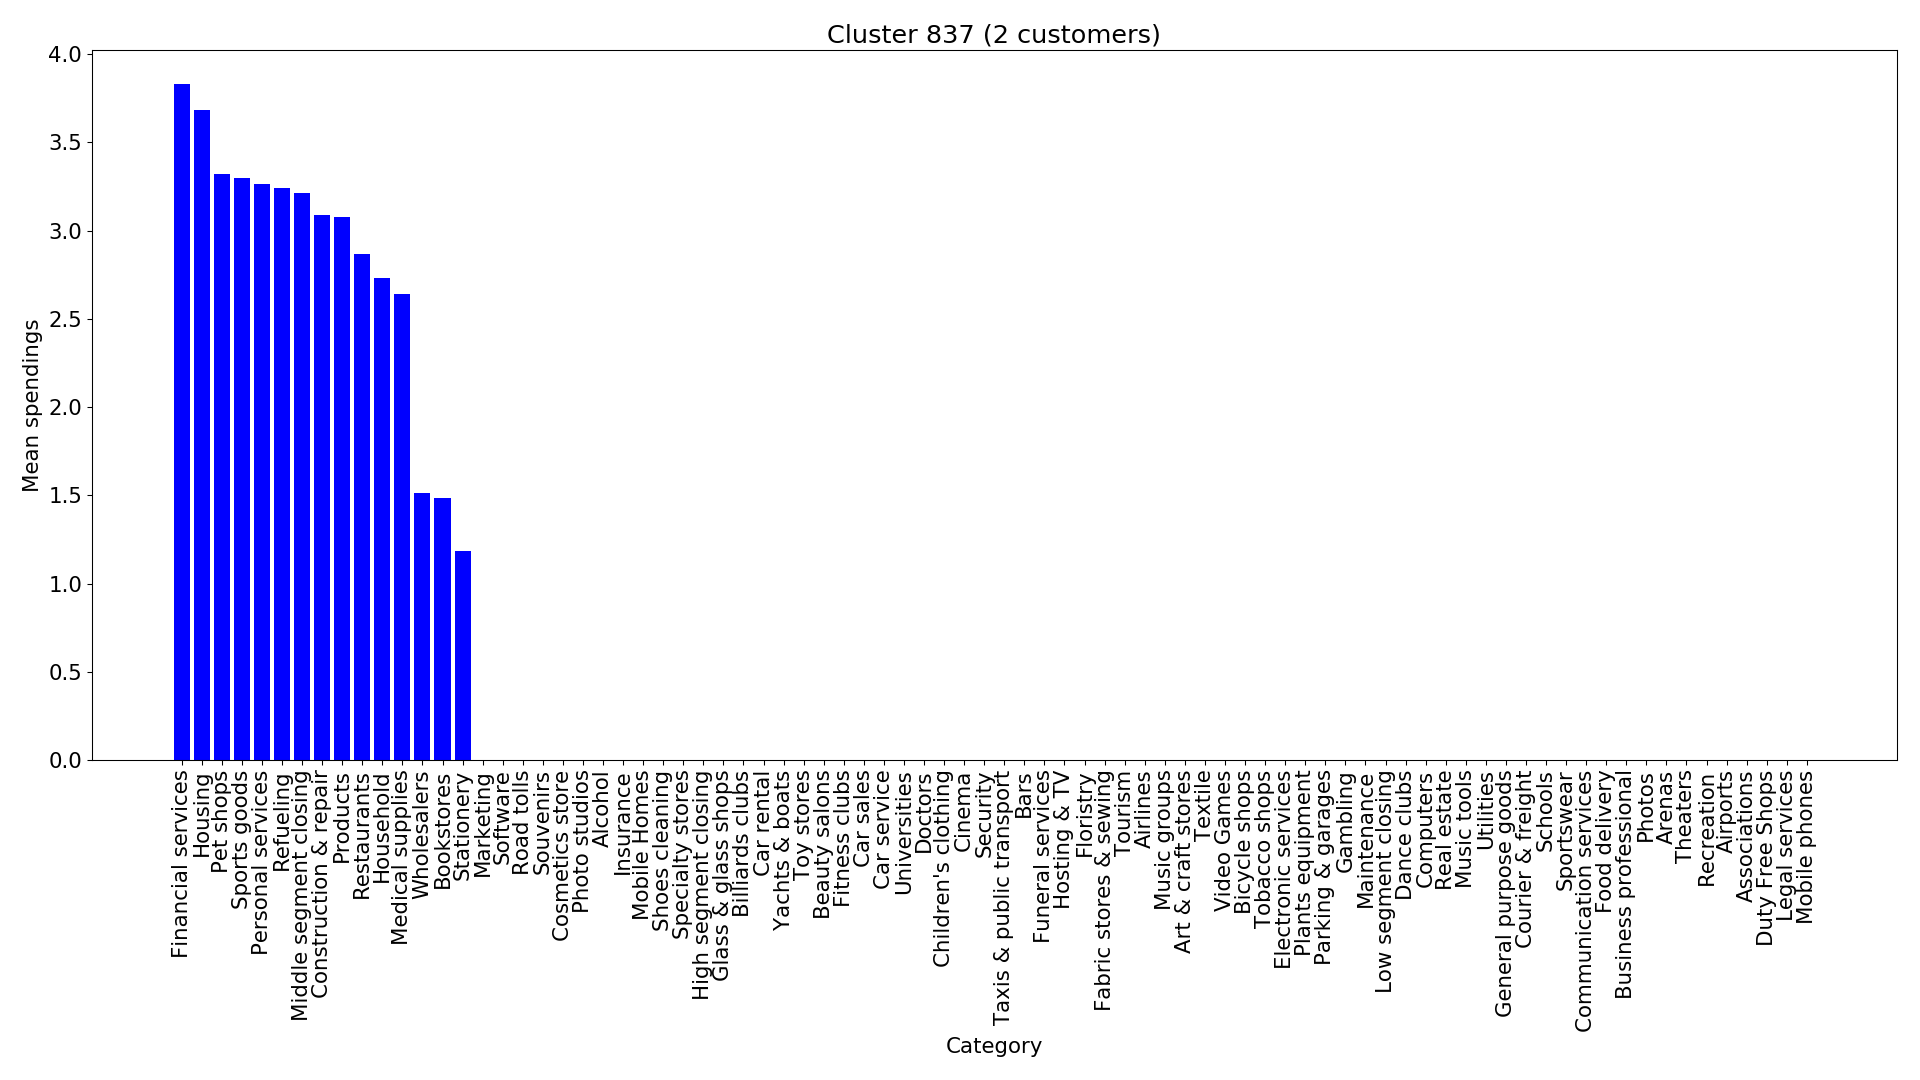 Cluster 837 (2 customers)
Mean spendings
4.0
3.5
3.0
2.5
2.0
1.5
1.0
0.5
0.0
Financial services
Housing
Pet shops
Sports goods
Personal services
Refueling
Middle segment closing
Construction & repair
Products
Restaurants
Household
Medical supplies
Wholesalers
Bookstores
Stationery
Marketing
Software
Road tolls
Souvenirs
Cosmetics store
Photo studios
Alcohol
Insurance
Mobile Homes
Shoes cleaning
Specialty stores
High segment closing
Glass & glass shops
Billiards clubs
Car rental
Yachts & boats
Toy stores
Beauty salons
Fitness clubs
Car sales
Car service
Universities
Doctors
Children's clothing
Cinema
Security
Taxis & public transport
Bars
Funeral services
Hosting & TV
Floristry
Fabric stores & sewing
Tourism
Airlines
Music groups
Art & craft stores
Textile
Video Games
Bicycle shops
Tobacco shops
Electronic services
Plants equipment
Parking & garages
Gambling
Maintenance
Low segment closing
Dance clubs
Computers
Real estate
Music tools
Utilities
General purpose goods
Courier & freight
Schools
Sportswear
Communication services
Food delivery
Business professional
Photos
Arenas
Theaters
Recreation
Airports
Associations
Duty Free Shops
Legal services
Mobile phones
Category